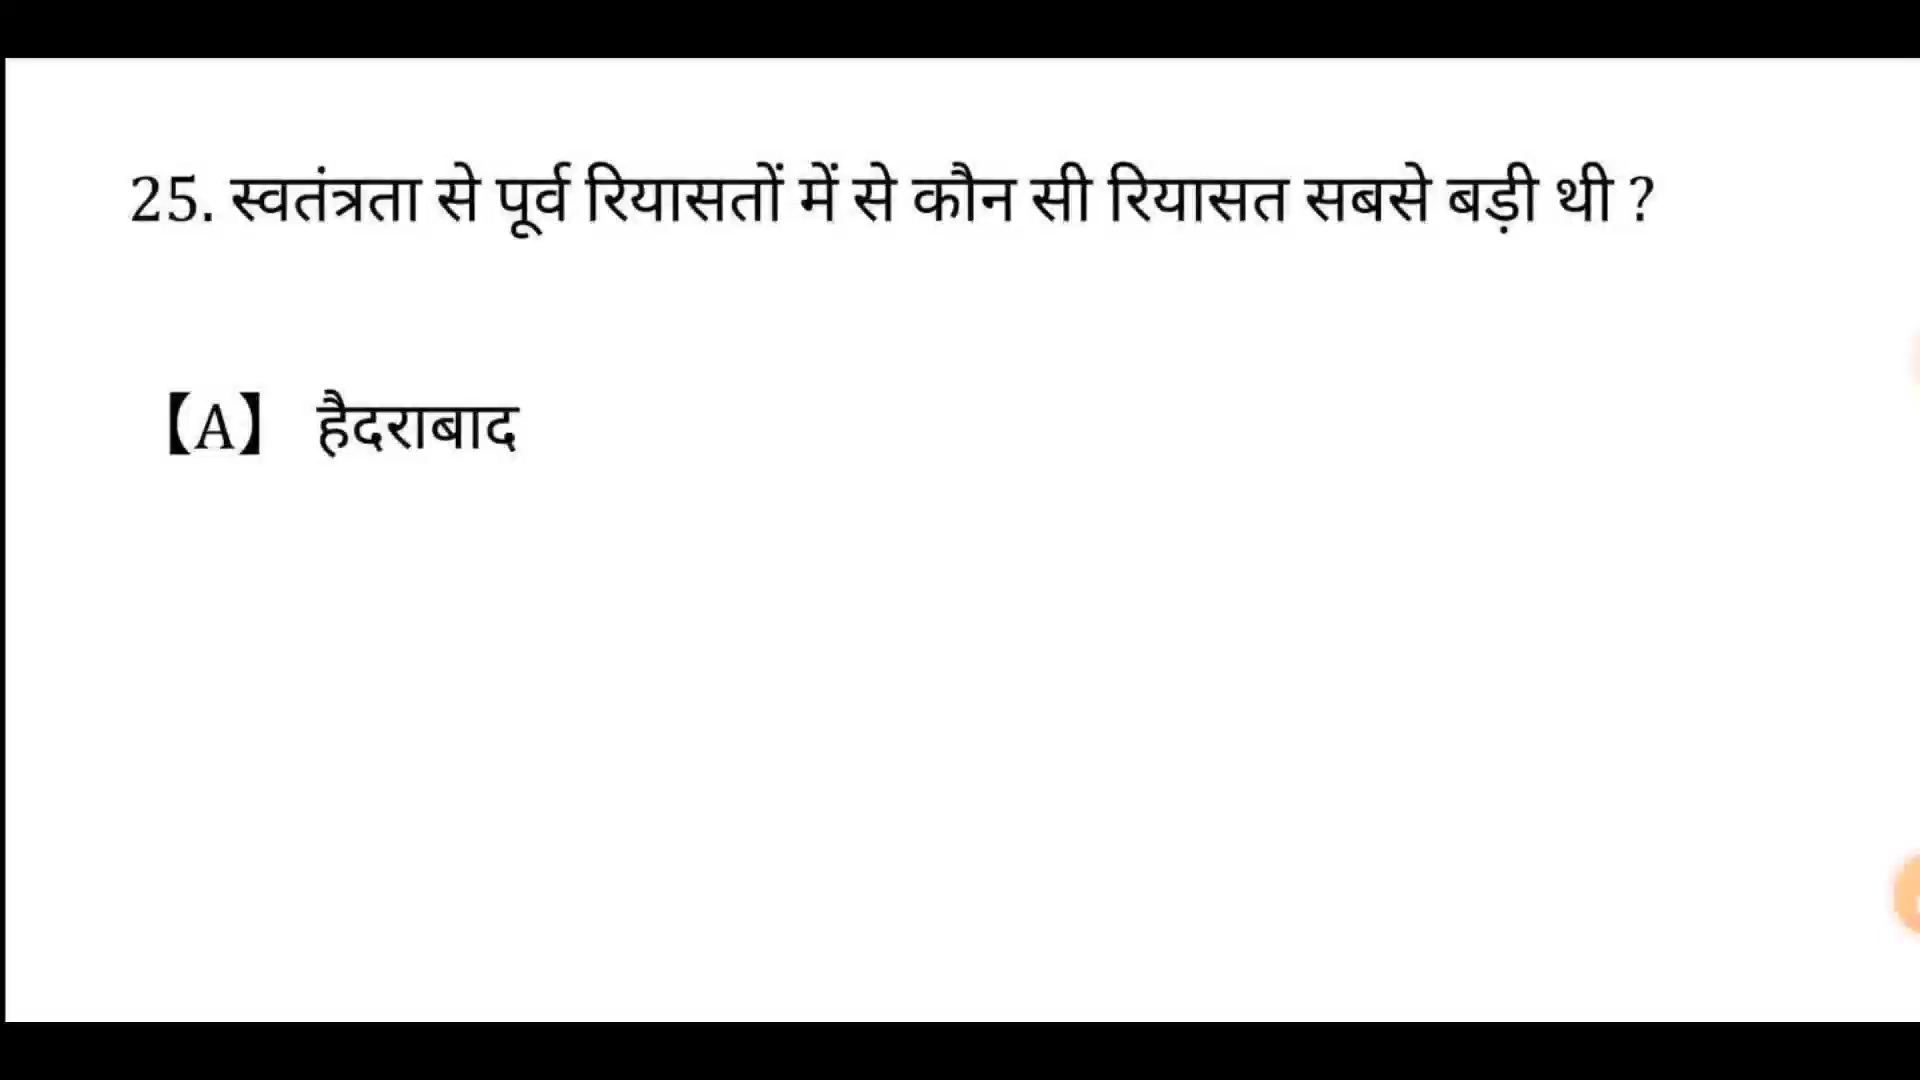 25. स्वतंत्रता से पूर्व रियासतों में से कौन सी रियासत सबसे बड़ी थी ?
【A】 हैदराबाद